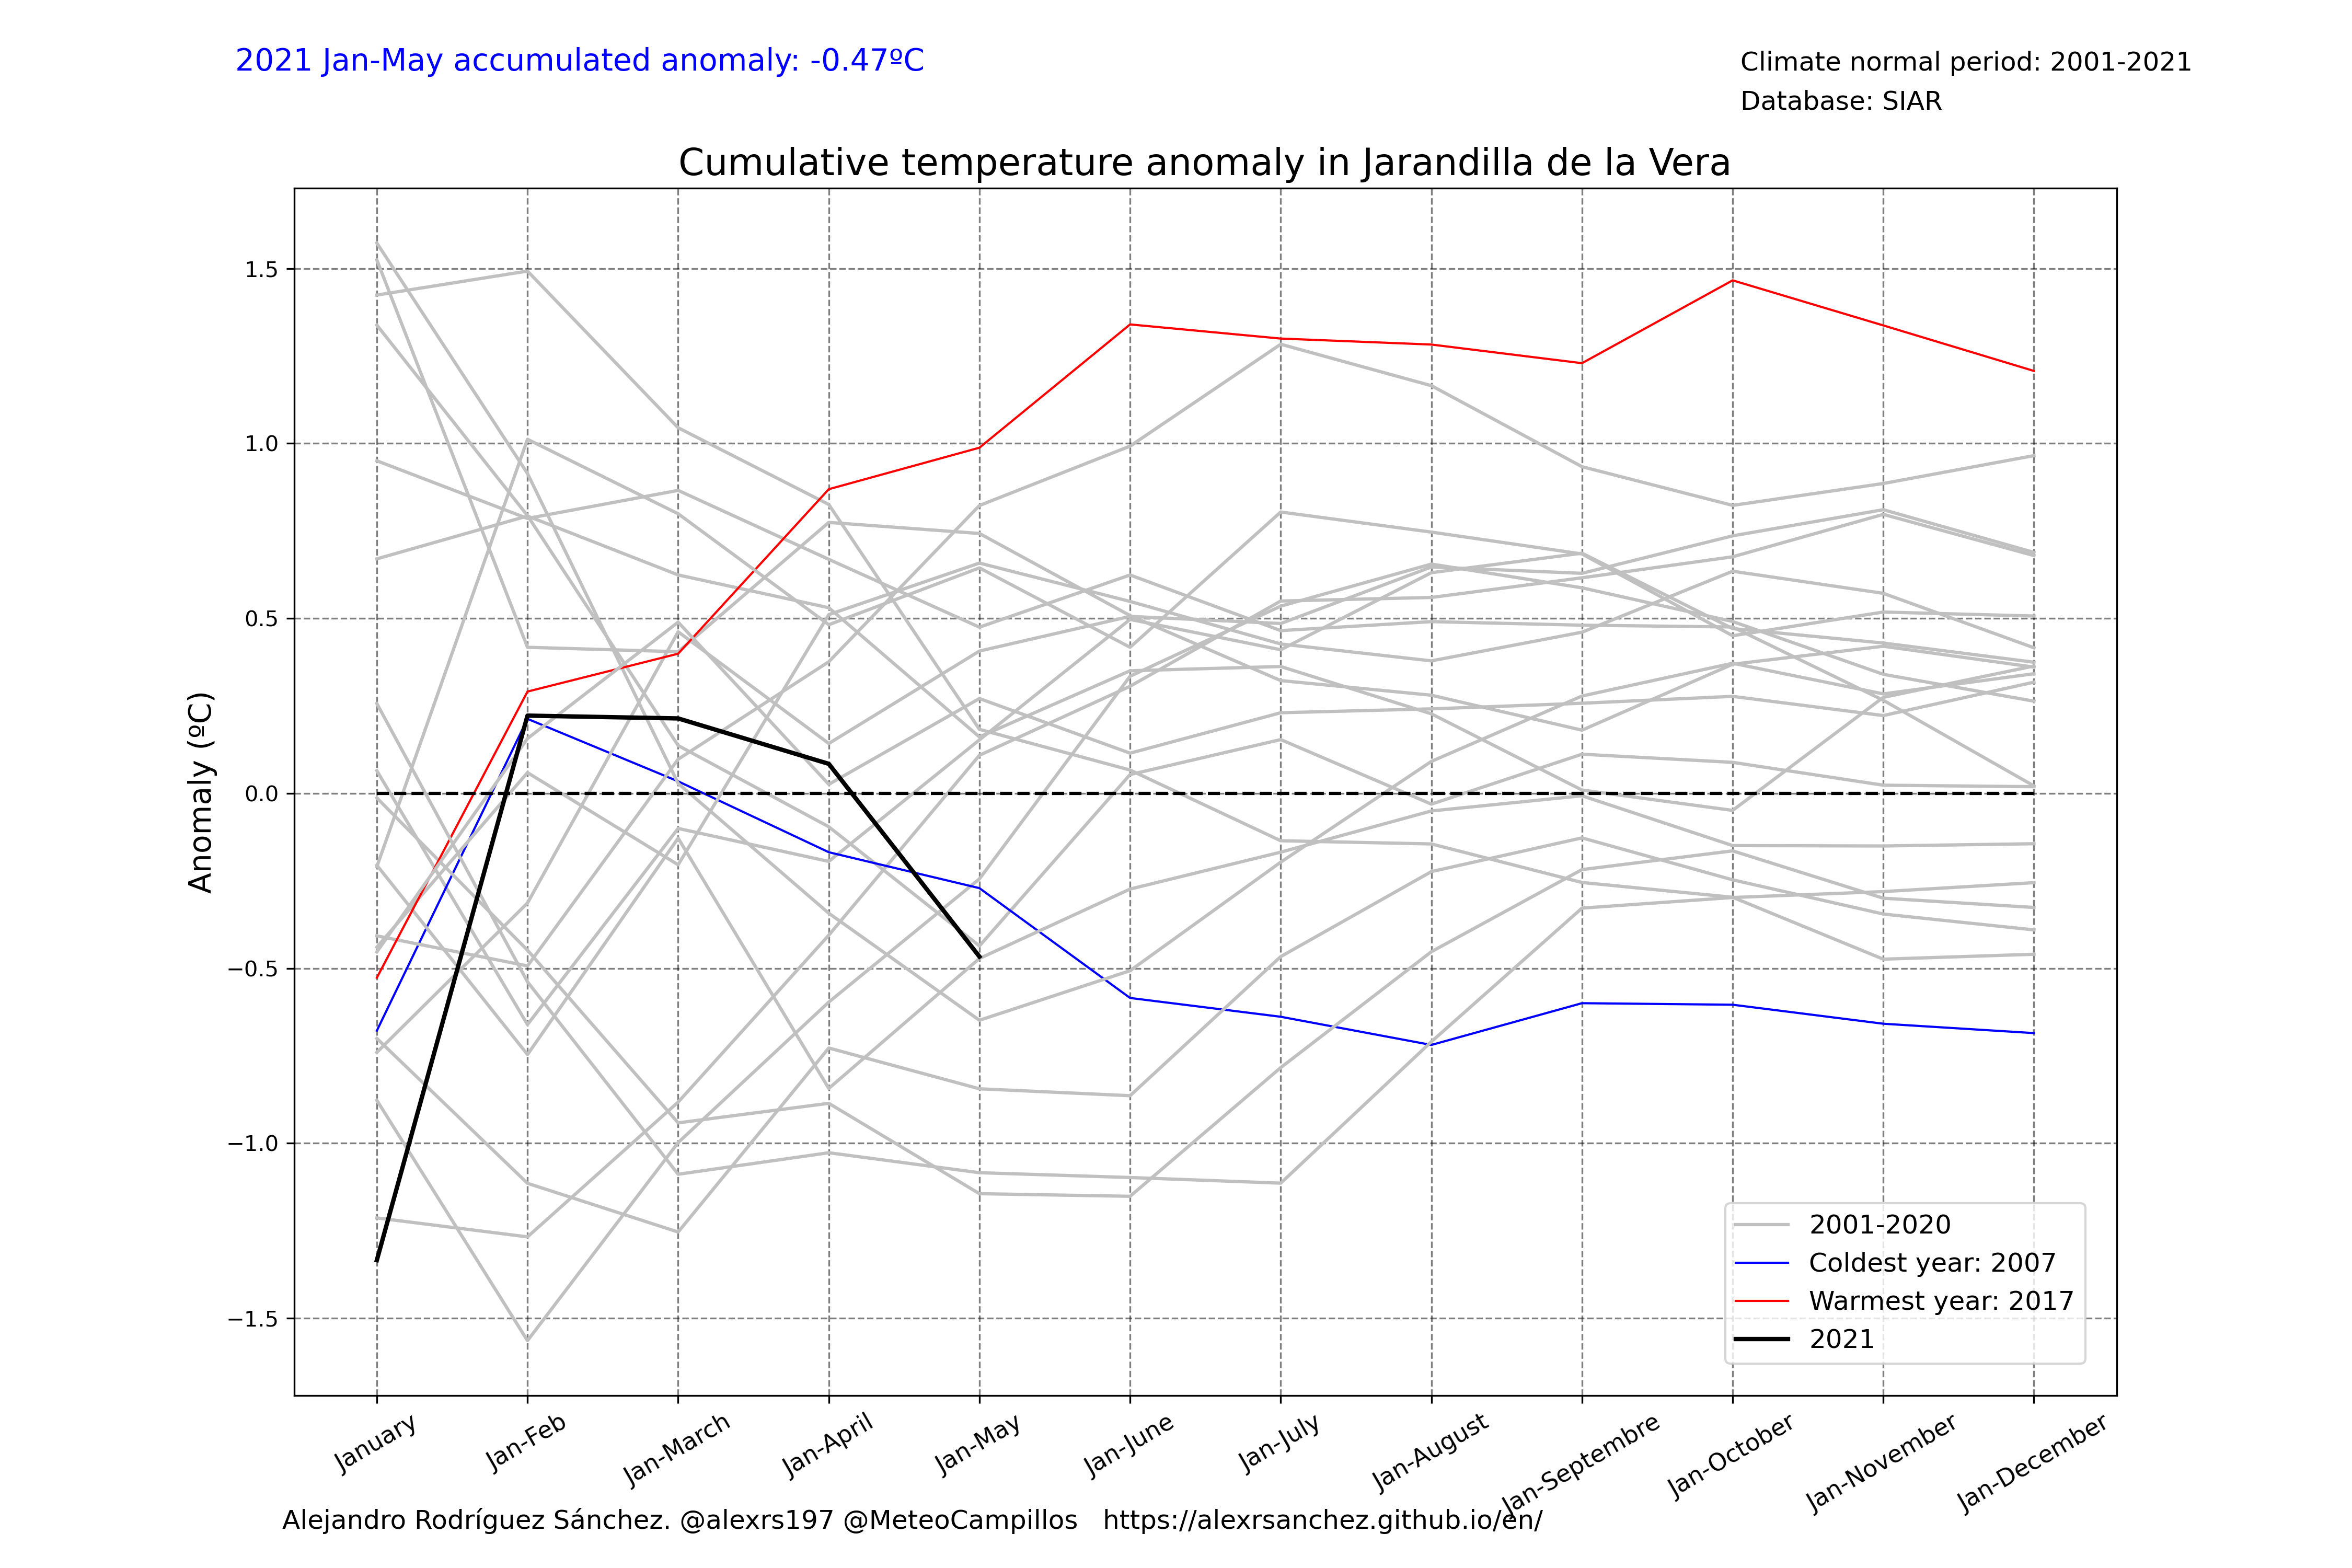 2021 Jan-May accumulated anomaly: -0.47ºC
Climate normal period: 2001-2021
Database: SIAR
Cumulative temperature anomaly in Jarandilla de la Vera
Anomaly (ºC)
1.5
1.0
0.5
0.0
−0.5
−1.0
−1.5
2001-2020
Coldest year: 2007
Warmest year: 2017
2021
January
Jan-Feb
Jan-March
Jan-April
Jan-May
Jan-June
Jan-July
Jan-August
Jan-Septembre
Jan-October
Jan-November
Jan-December
Alejandro Rodríguez Sánchez. @alexrs197 @MeteoCampillos   https://alexrsanchez.github.io/en/